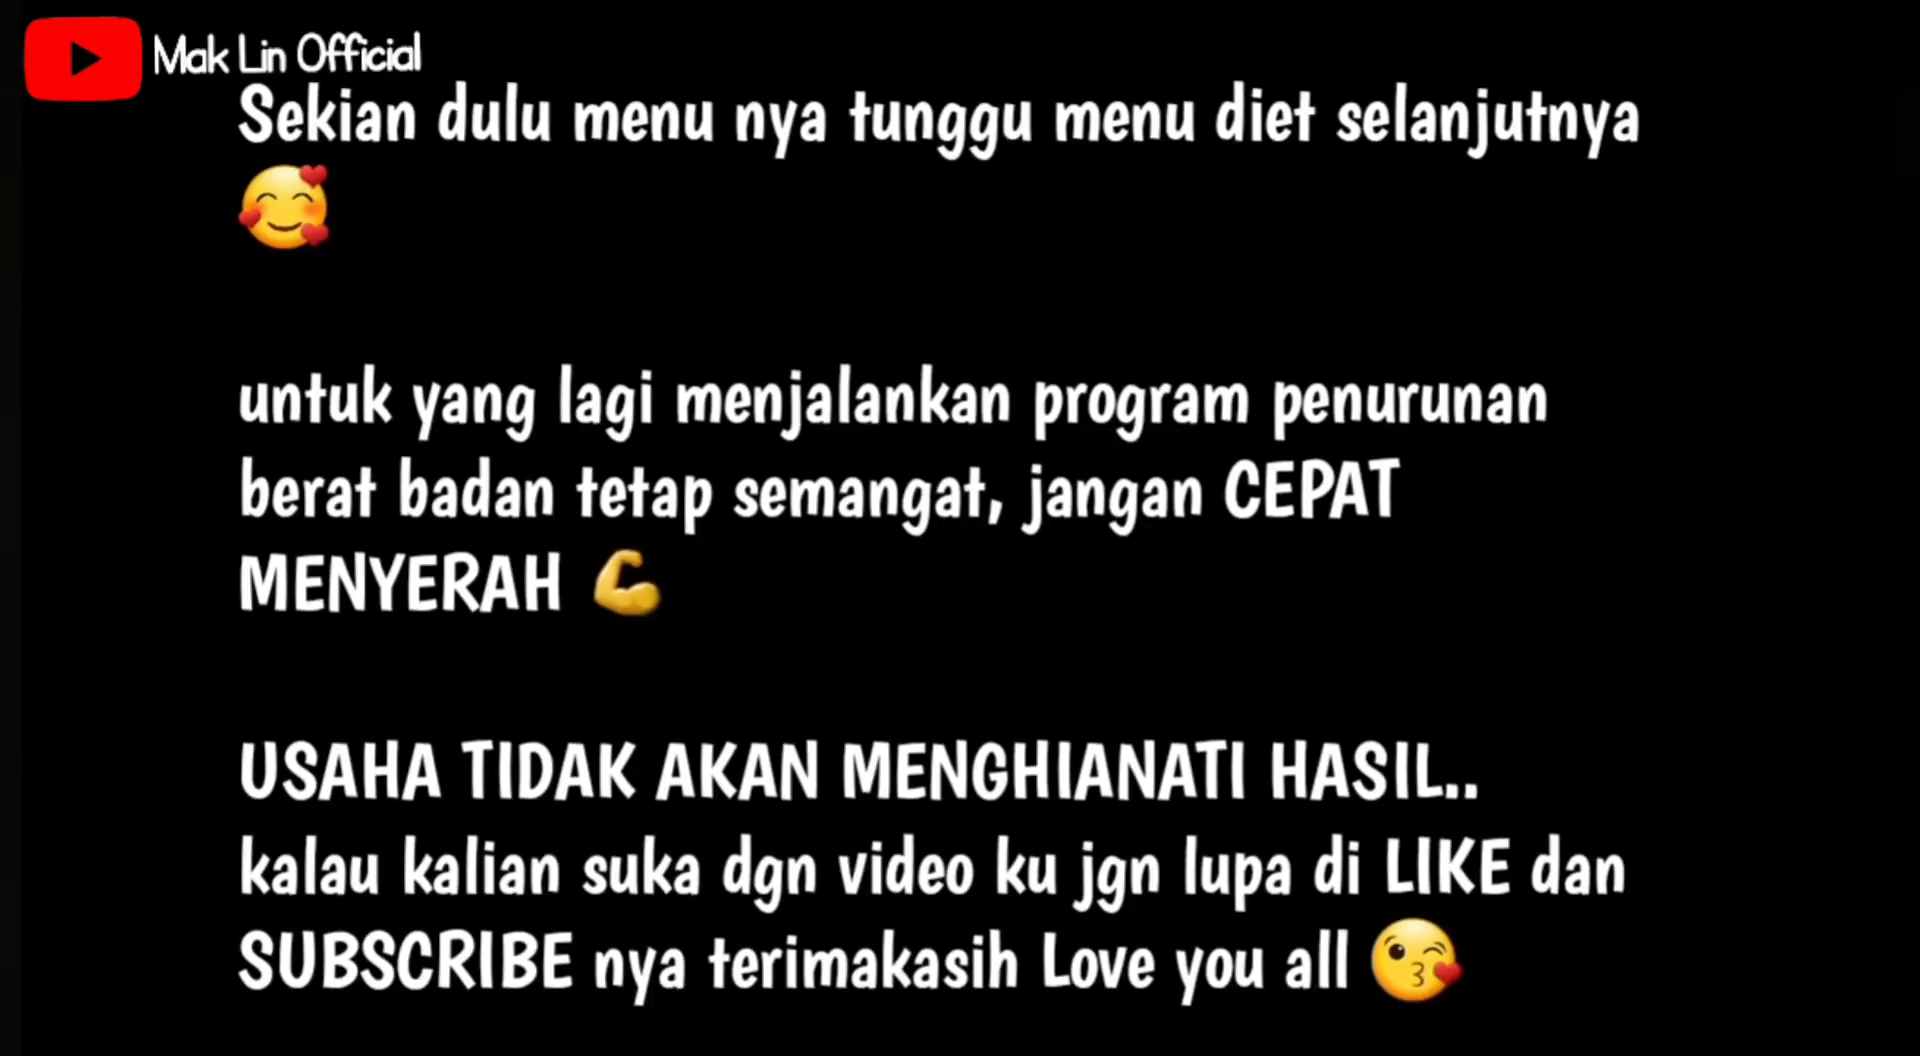 Mak Lin Official
Sekian dulu menu nya tunggu menu diet selanjutnya
🥰
untuk yang lagi menjalankan program penurunan
berat badan tetap semangat, jangan CEPAT
MENYERAH 💪
USAHA TIDAK AKAN MENGHIANATI HASIL..
kalau kalian suka dgn video ku jgn lupa di LIKE dan
SUBSCRIBE nya terimakasih Love you all 😘